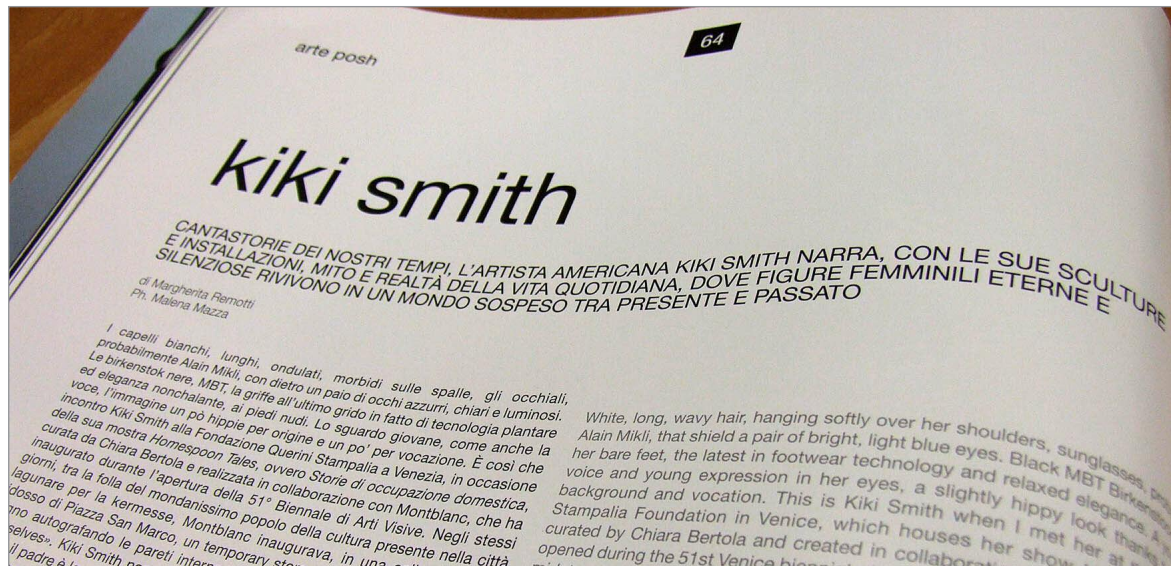 arte posh
64
kiki smith
CANTASTORIE DEI NOSTRI TEMPI, L'ARTISTA AMERICANA KIKI SMITH NARRA, CON LE SUE SCULTURE
E INSTALLAZIONI, MITO E REALTÀ DELLA VITA QUOTIDIANA, DOVE FIGURE FEMMINILI ETERNE E
SILENZIOSE RIVIVONO IN UN MONDO SOSPESO TRA PRESENTE E PASSATO
di Margherita Remotti
Ph. Malena Mazza
I capelli bianchi, lunghi, ondulati, morbidi sulle spalle, gli occhiali,
probabilmente Alain Mikli, con dietro un paio di occhi azzurri, chiari e luminosi.
Le birkenstok nere, MBT, la griffe all'ultimo grido in fatto di tecnologia plantare
ed eleganza nonchalante, ai piedi nudi. Lo sguardo giovane, come anche la
voce, l'immagine un pò hippie per origine e un po' per vocazione. È così che
incontro Kiki Smith alla Fondazione Querini Stampalia a Venezia, in occasione
della sua mostra Homespoon Tales, ovvero Storie di occupazione domestica,
curata da Chiara Bertola e realizzata in collaborazione con Montblanc, che ha
inaugurato durante l'apertura della 51° Biennale di Arti Visive. Negli stessi
giorni, tra la folla del mondanissimo popolo della cultura presente nella città
lagunare per la kermesse, Montblanc inaugurava, in una
dosso di Piazza San Marco, un temporary
no autografando le pareti
selves». Kiki Smith
il padre è
White, long, wavy hair, hanging softly over her shoulders, sunglasses,
Alain Mikli, that shield a pair of bright, light blue eyes. Black MBT
her bare feet, the latest in footwear technology and relaxed elegance. A
voice and young expression in her eyes, a slightly hippy look
background and vocation. This is Kiki Smith when I met her at
Stampalia Foundation in Venice, which houses her
curated by Chiara Bertola and created in
opened during the 51st Venice